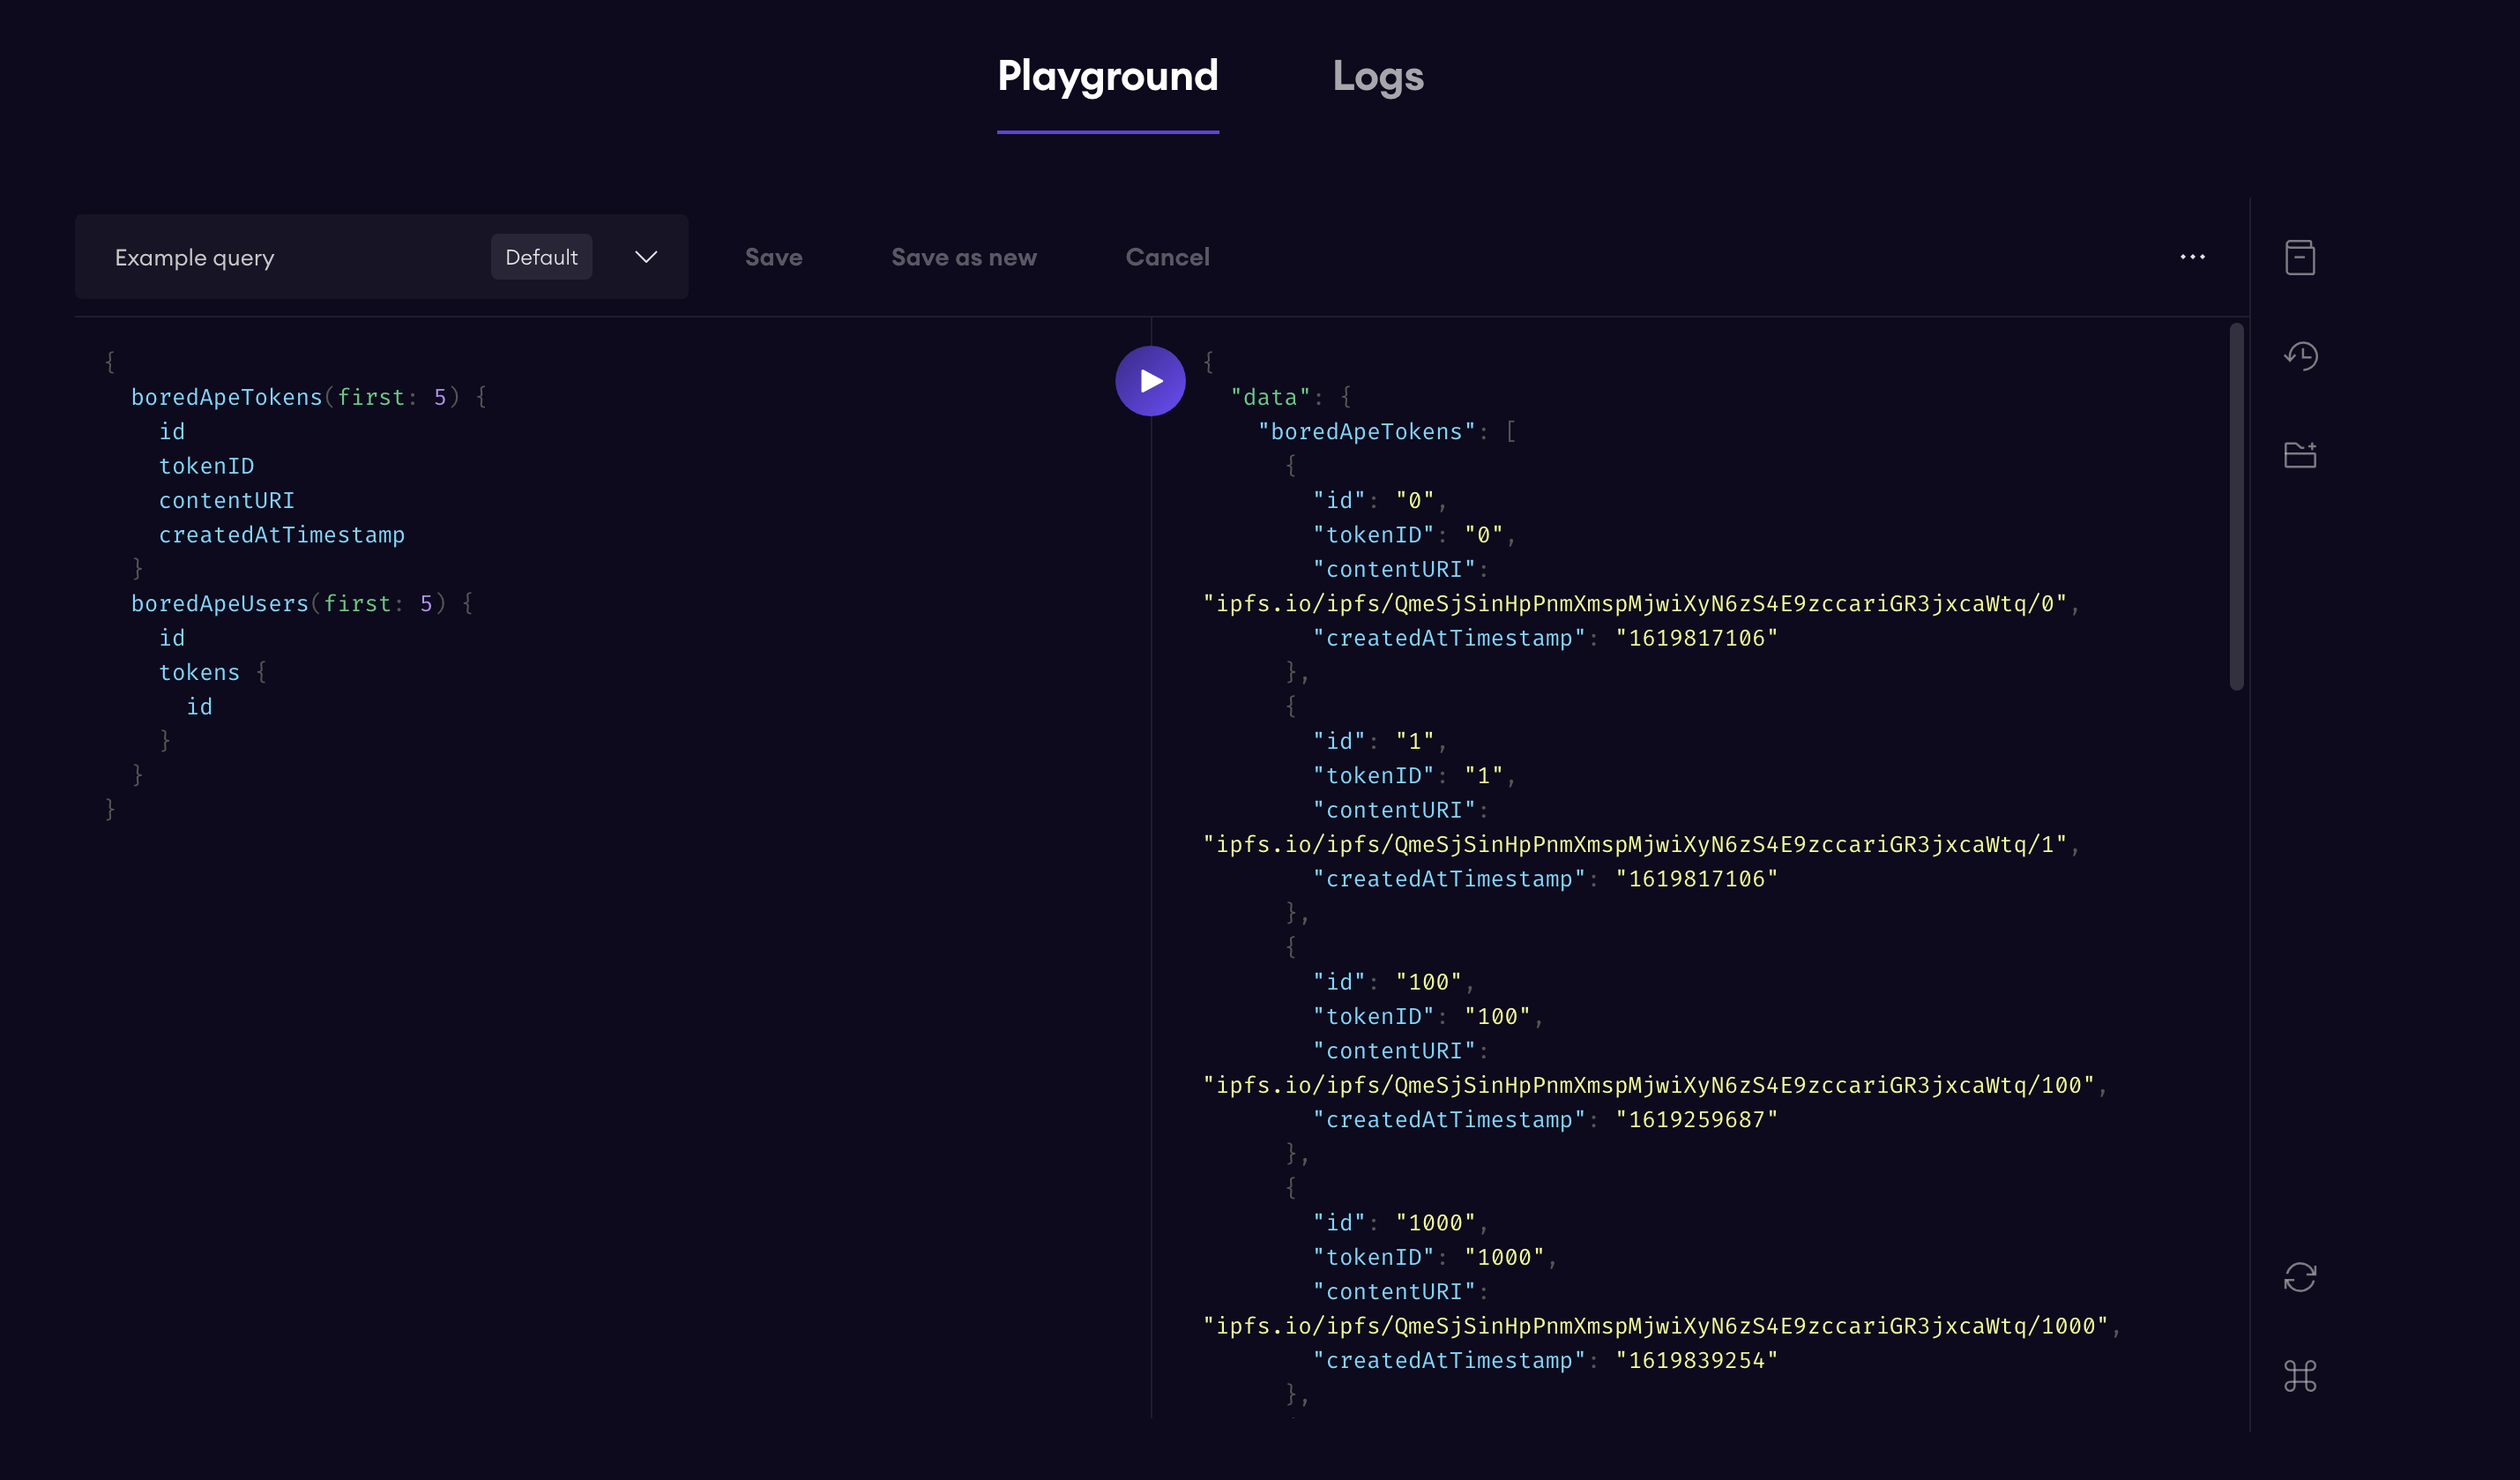 Playground Logs
Example query Default Save Save as new Cancel
{
  boredApeTokens(first: 5) {
    id
    tokenID
    contentURI
    createdAtTimestamp
  }
  boredApeUsers(first: 5) {
    id
    tokens {
      id
    }
  }
}
{
  "data": {
    "boredApeTokens": [
      {
        "id": "0",
        "tokenID": "0",
        "contentURI":
"ipfs.io/ipfs/QmeSjSinHpPnmXmspMjwiXyN6zS4E9zccariGR3jxcaWtq/0",
        "createdAtTimestamp": "1619817106"
      },
      {
        "id": "1",
        "tokenID": "1",
        "contentURI":
"ipfs.io/ipfs/QmeSjSinHpPnmXmspMjwiXyN6zS4E9zccariGR3jxcaWtq/1",
        "createdAtTimestamp": "1619817106"
      },
      {
        "id": "100",
        "tokenID": "100",
        "contentURI":
"ipfs.io/ipfs/QmeSjSinHpPnmXmspMjwiXyN6zS4E9zccariGR3jxcaWtq/100",
        "createdAtTimestamp": "1619259687"
      },
      {
        "id": "1000",
        "tokenID": "1000",
        "contentURI":
"ipfs.io/ipfs/QmeSjSinHpPnmXmspMjwiXyN6zS4E9zccariGR3jxcaWtq/1000",
        "createdAtTimestamp": "1619839254"
      },